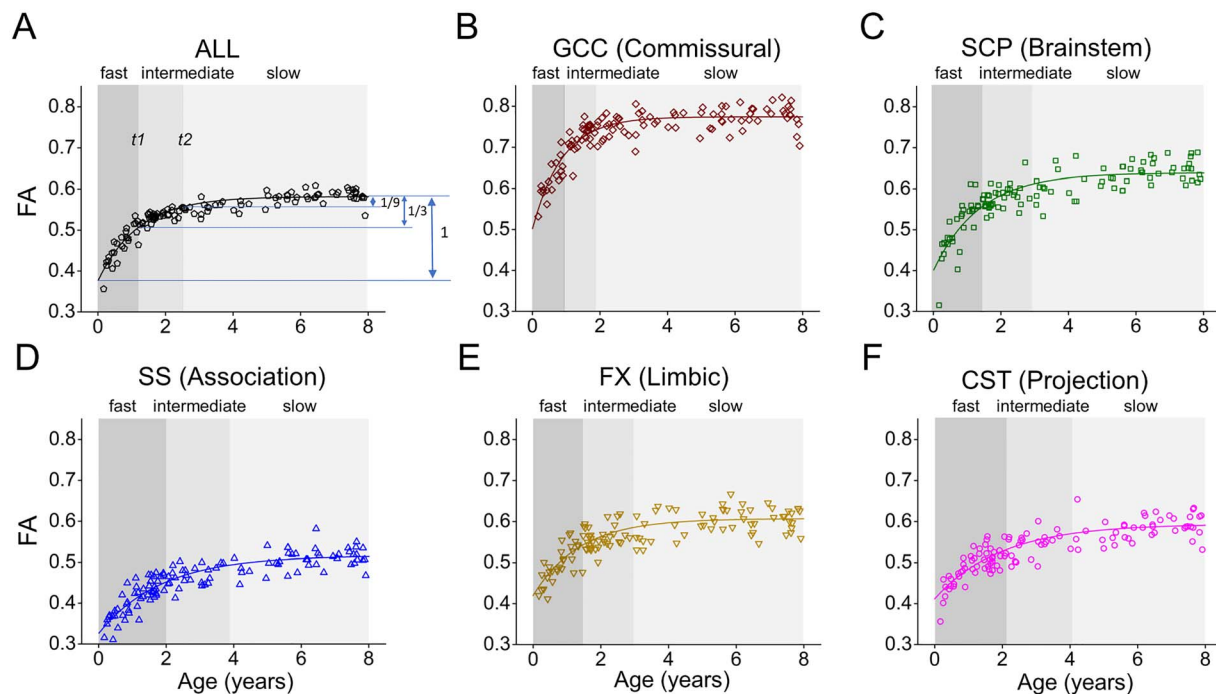 A
ALL
fast intermediate slow
t1
t2
FA
0.8
0.7
0.6
0.5
0.4
0.3
1/9
1/3
1
0 2 4 6 8
B
GCC (Commissural)
fast intermediate slow
0.8
0.7
0.6
0.5
0.4
0.3
0 2 4 6 8
C
SCP (Brainstem)
fast intermediate slow
0.8
0.7
0.6
0.5
0.4
0.3
0 2 4 6 8
D
SS (Association)
fast intermediate slow
FA
0.8
0.7
0.6
0.5
0.4
0.3
0 2 4 6 8
Age (years)
E
FX (Limbic)
fast intermediate slow
0.8
0.7
0.6
0.5
0.4
0.3
0 2 4 6 8
Age (years)
F
CST (Projection)
fast intermediate slow
0.8
0.7
0.6
0.5
0.4
0.3
0 2 4 6 8
Age (years)